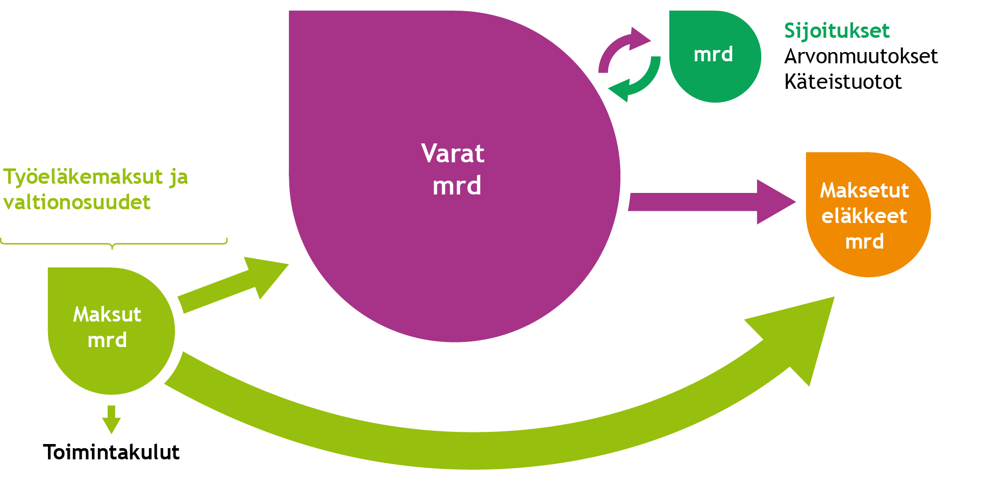 Sijoitukset
Arvonmuutokset
Käteistuotot
mrd
Varat
mrd
Työeläkemaksut ja
valtionosuudet
Maksetut
eläkkeet
mrd
Maksut
mrd
Toimintakulut